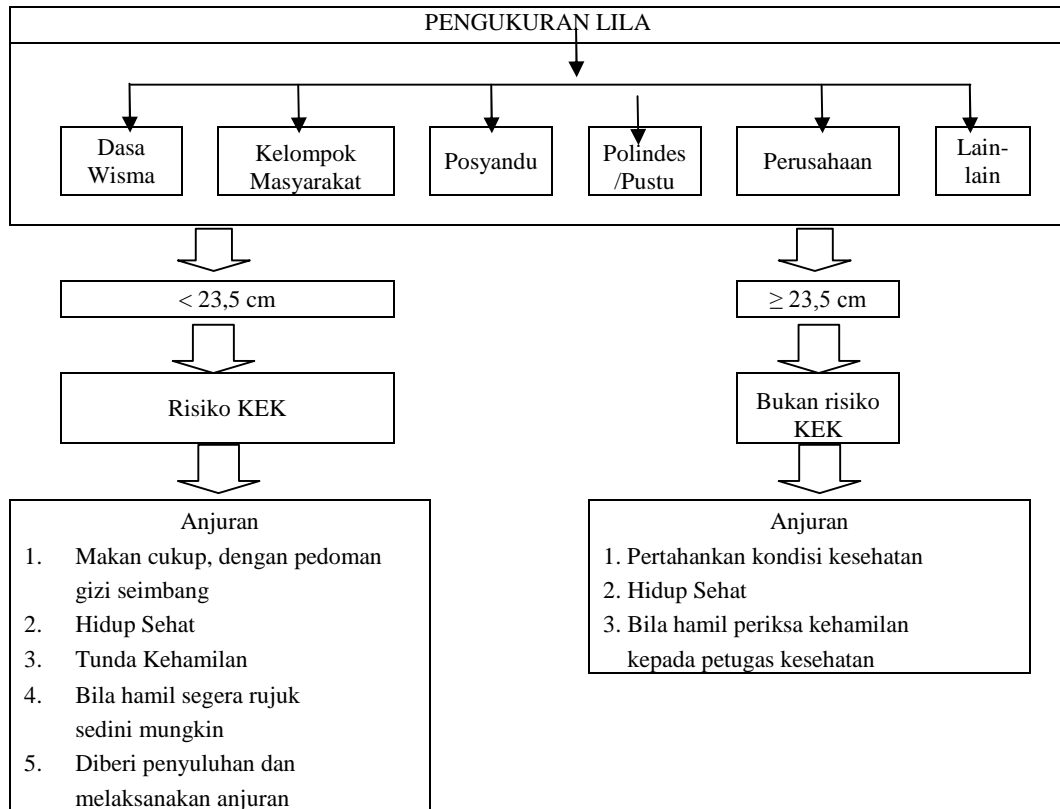 PENGUKURAN LILA
Dasa
Wisma
Kelompok
Masyarakat
Posyandu
Polindes
/Pustu
Perusahaan
Lain-
lain
< 23,5 cm
≥ 23,5 cm
Risiko KEK
Bukan risiko
KEK
Anjuran
1. Makan cukup, dengan pedoman
gizi seimbang
2. Hidup Sehat
3. Tunda Kehamilan
4. Bila hamil segera rujuk
sedini mungkin
5. Diberi penyuluhan dan
melaksanakan anjuran
Anjuran
1. Pertahankan kondisi kesehatan
2. Hidup Sehat
3. Bila hamil periksa kehamilan
kepada petugas kesehatan